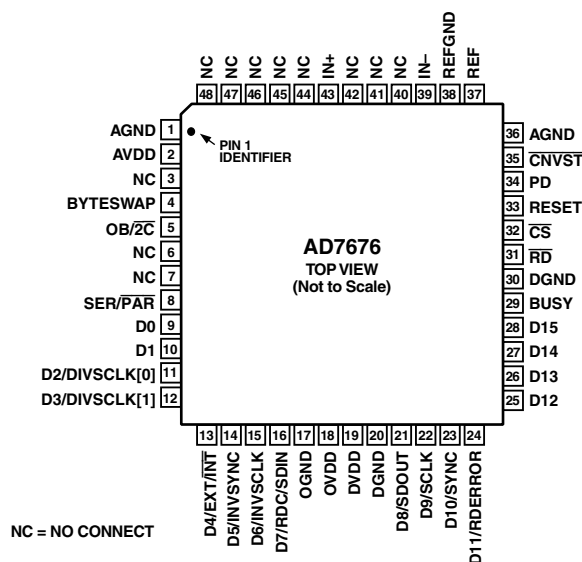 48 NC
47 NC
46 NC
45 NC
44 NC
43 IN+
42 NC
41 NC
40 NC
39 IN–
38 REFGND
37 REF
AGND 1
AVDD 2
NC 3
BYTESWAP 4
OB/2C̅ 5
NC 6
NC 7
SER/P̅A̅R̅ 8
D0 9
D1 10
D2/DIVSCLK[0] 11
D3/DIVSCLK[1] 12
PIN 1
IDENTIFIER
AD7676
TOP VIEW
(Not to Scale)
36 AGND
35 C̅N̅V̅S̅T̅
34 PD
33 RESET
32 C̅S̅
31 R̅D̅
30 DGND
29 BUSY
28 D15
27 D14
26 D13
25 D12
13 D4/EXT/I̅N̅T̅
14 D5/INVSYNC
15 D6/INVSCLK
16 D7/RDC/SDIN
17 OGND
18 OVDD
19 DVDD
20 DGND
21 D8/SDOUT
22 D9/SCLK
23 D10/SYNC
24 D11/RDERROR
NC = NO CONNECT